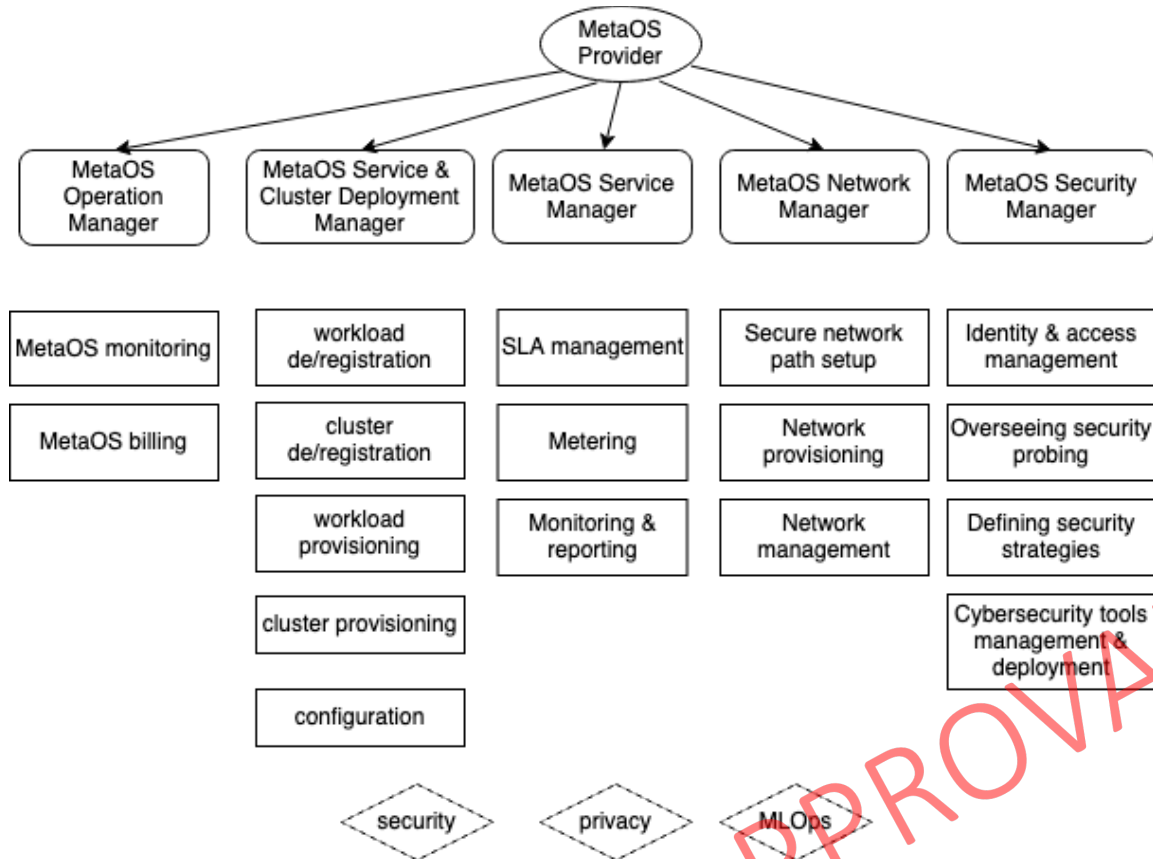 MetaOS
Provider
MetaOS
Operation
Manager
MetaOS Service &
Cluster Deployment
Manager
MetaOS Service
Manager
MetaOS Network
Manager
MetaOS Security
Manager
MetaOS monitoring
workload
de/registration
SLA management
Secure network
path setup
Identity & access
management
MetaOS billing
cluster
de/registration
Metering
Network
provisioning
Overseeing security
probing
workload
provisioning
Monitoring &
reporting
Network
management
Defining security
strategies
cluster provisioning
Cybersecurity tools
management &
deployment
configuration
security
privacy
MLOps